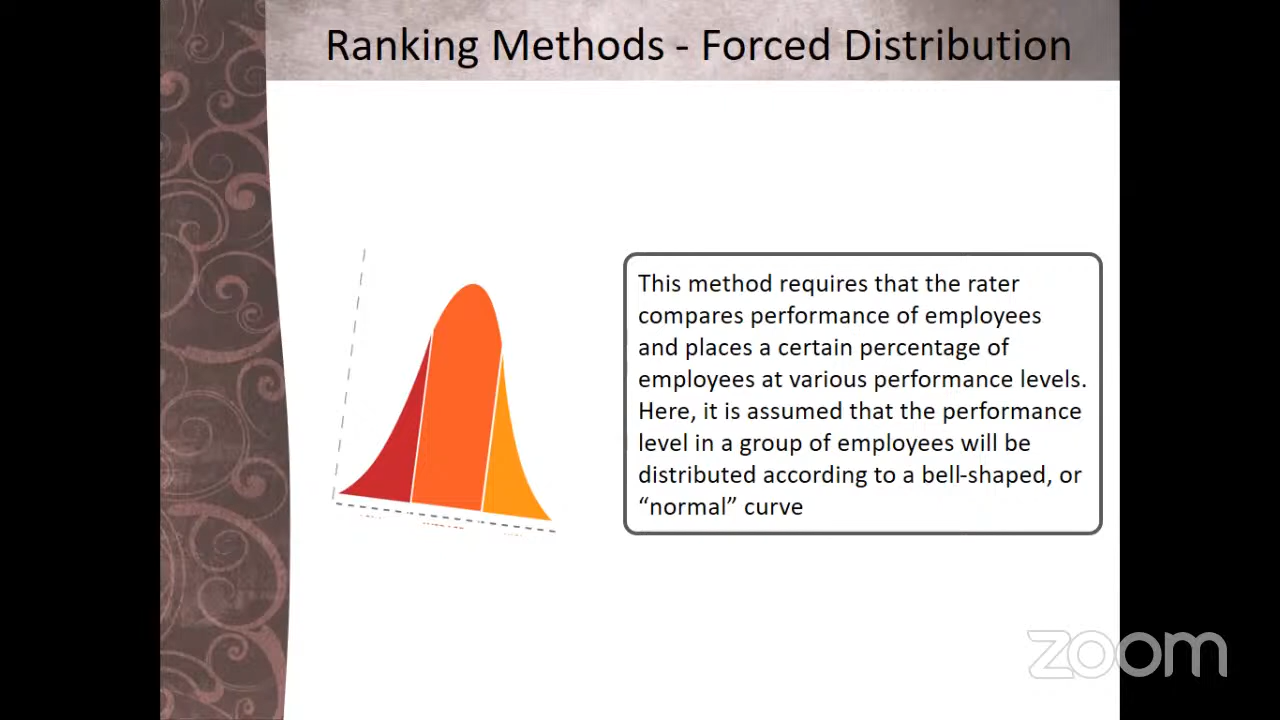 Ranking Methods - Forced Distribution
This method requires that the rater
compares performance of employees
and places a certain percentage of
employees at various performance levels.
Here, it is assumed that the performance
level in a group of employees will be
distributed according to a bell-shaped, or
“normal” curve
zoom